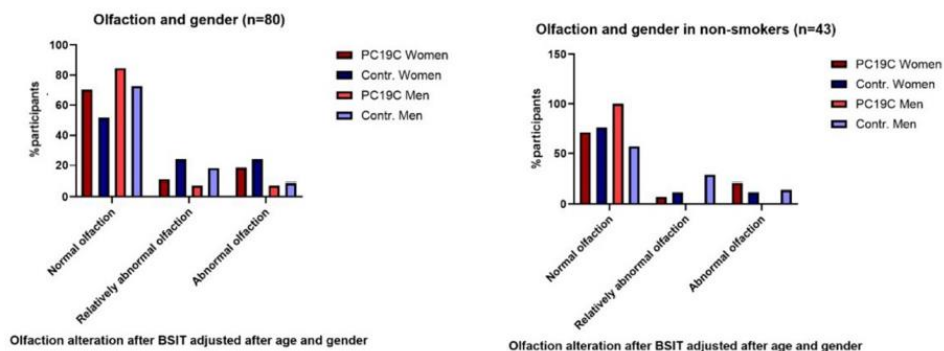 Olfaction and gender (n=80)
%participants
100
80
60
40
20
0
Normal olfaction
Relatively abnormal olfaction
Abnormal olfaction
PC19C Women
Contr. Women
PC19C Men
Contr. Men
Olfaction alteration after BSIT adjusted after age and gender
Olfaction and gender in non-smokers (n=43)
%participants
150
100
50
0
Normal olfaction
Relatively abnormal olfaction
Abnormal olfaction
PC19C Women
Contr. Women
PC19C Men
Contr. Men
Olfaction alteration after BSIT adjusted after age and gender